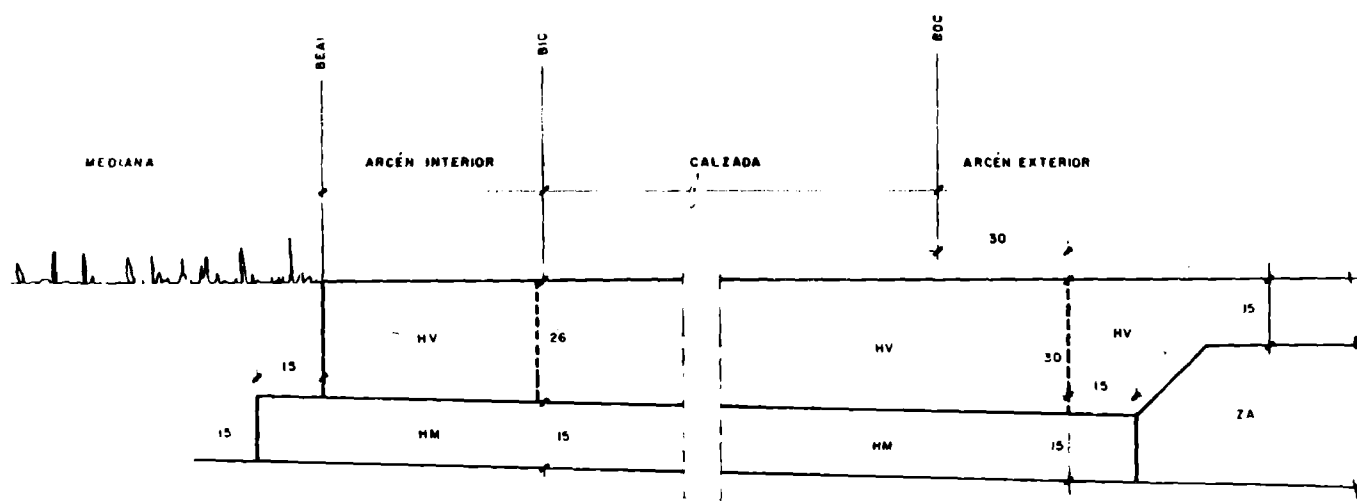 BEAI
BIC
BDC
MEDIANA
ARCÉN INTERIOR
CALZADA
ARCÉN EXTERIOR
30
15
HV
26
HV
HV
30
15
15
15
HM
15
HM
15
ZA